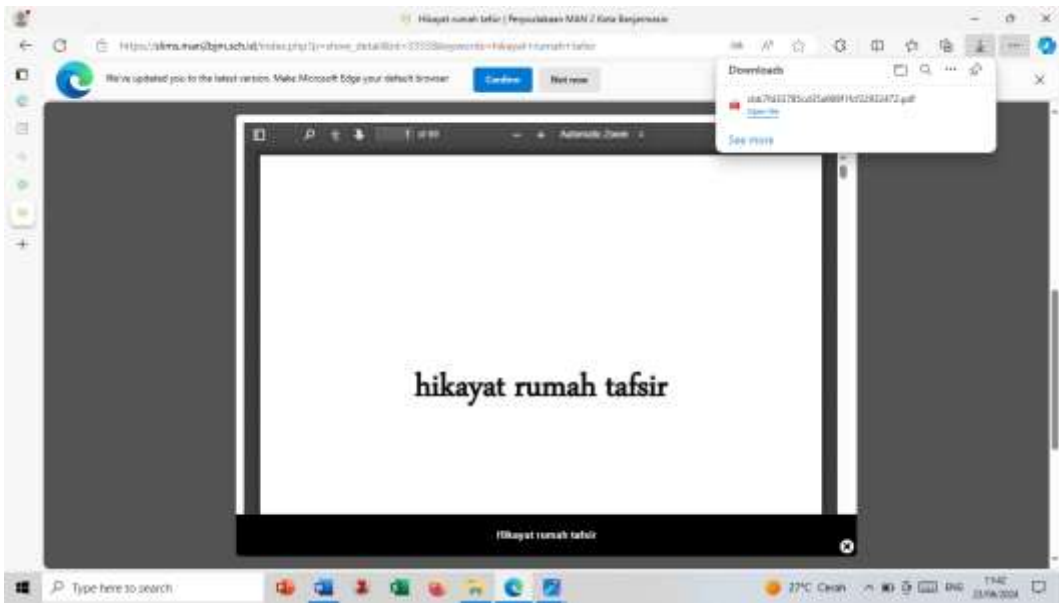 Hikayat rumah tafsir | Perpustakaan MAN 2 Kota Banjarmasin
We've updated you to the latest version. Make Microsoft Edge your default browser
Confirm
Not now
Downloads
Open file
See more
Automatic Zoom
hikayat rumah tafsir
Hikayat rumah tafsir
Type here to search
27°C Cerah
ENG
11:42